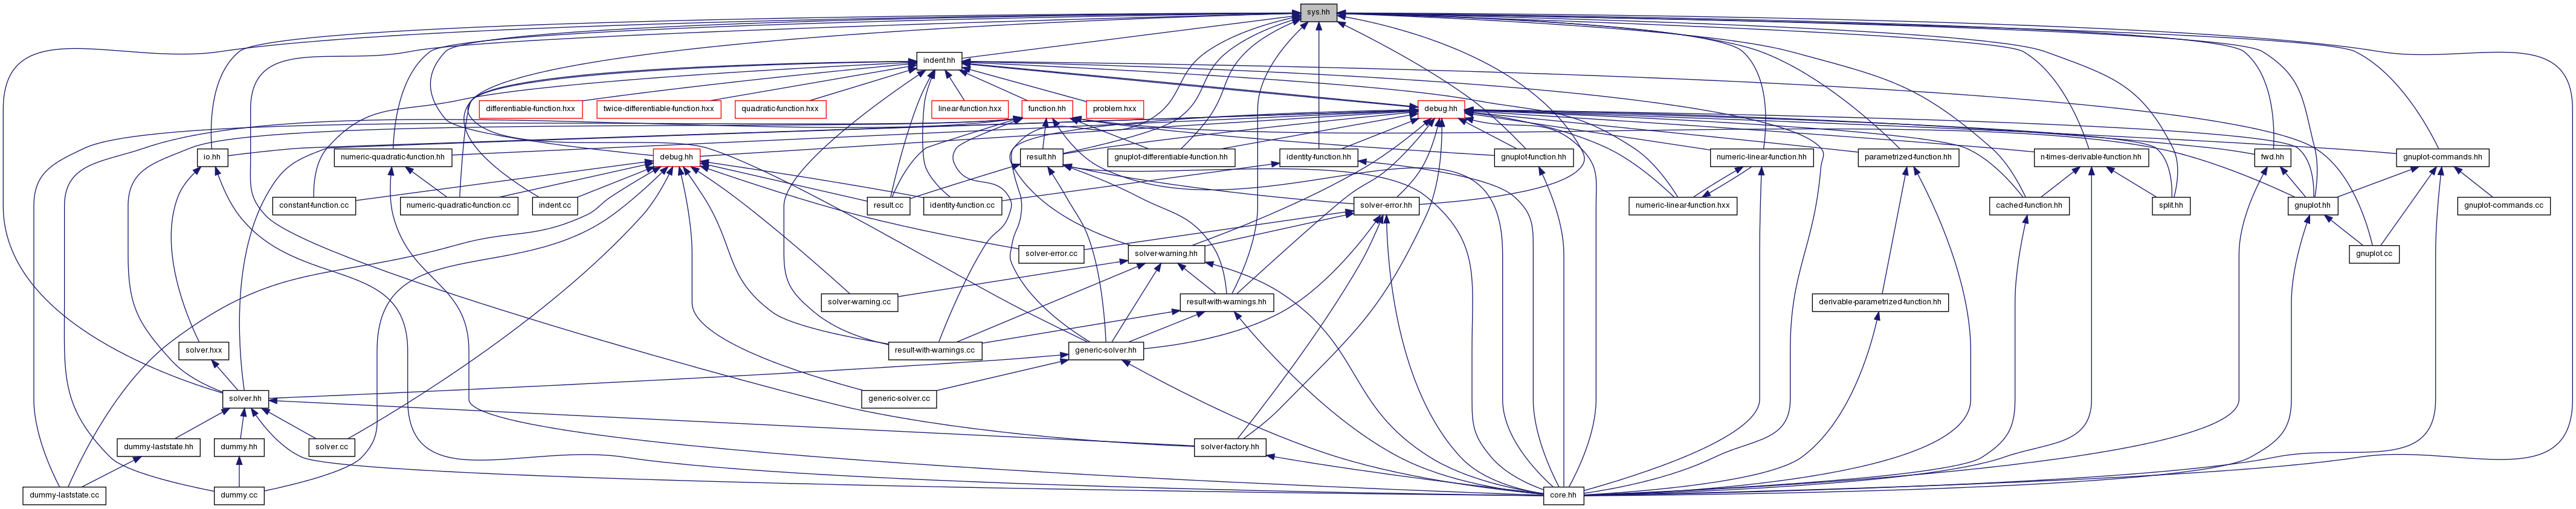 sys.hh
indent.hh
differentiable-function.hxx
twice-differentiable-function.hxx
quadratic-function.hxx
linear-function.hxx
function.hh
problem.hxx
debug.hh
io.hh
numeric-quadratic-function.hh
debug.hh
result.hh
gnuplot-differentiable-function.hh
identity-function.hh
gnuplot-function.hh
numeric-linear-function.hh
parametrized-function.hh
n-times-derivable-function.hh
fwd.hh
gnuplot-commands.hh
constant-function.cc
numeric-quadratic-function.cc
indent.cc
result.cc
identity-function.cc
solver-error.hh
numeric-linear-function.hxx
cached-function.hh
split.hh
gnuplot.hh
gnuplot-commands.cc
solver-error.cc
solver-warning.hh
gnuplot.cc
solver-warning.cc
result-with-warnings.hh
derivable-parametrized-function.hh
solver.hxx
result-with-warnings.cc
generic-solver.hh
solver.hh
generic-solver.cc
dummy-laststate.hh
dummy.hh
solver.cc
solver-factory.hh
dummy-laststate.cc
dummy.cc
core.hh